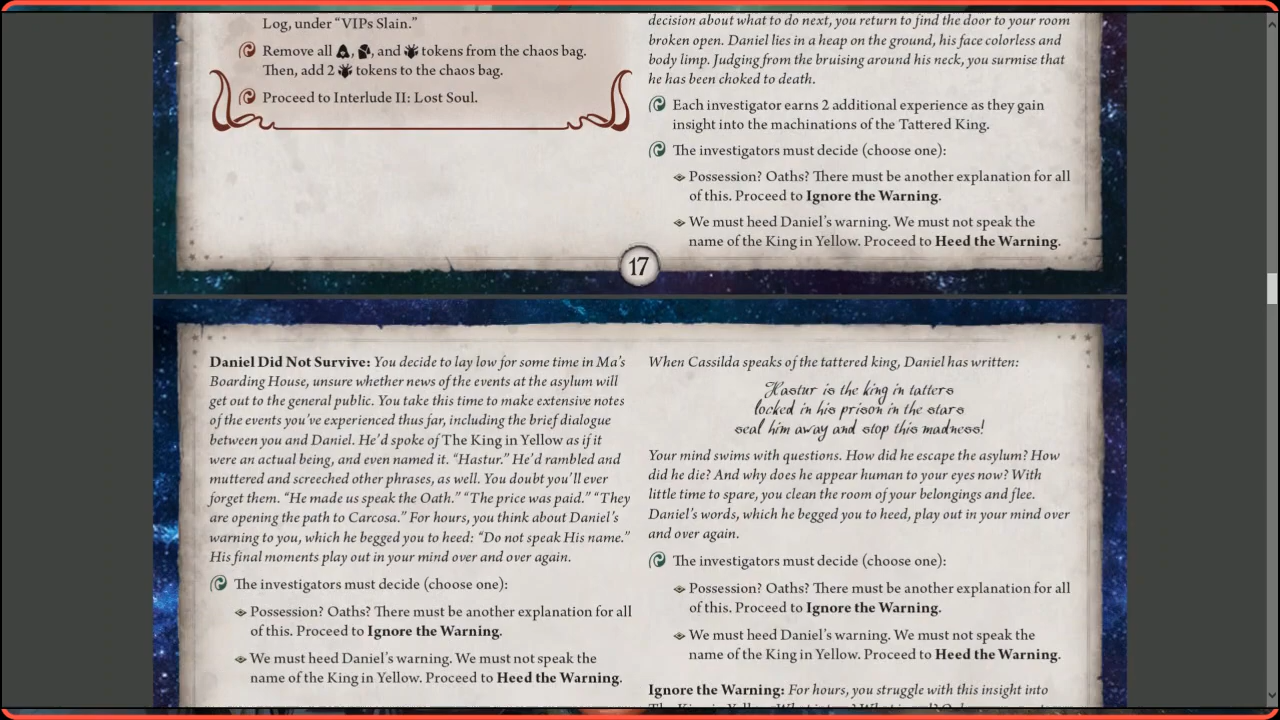 Log, under “VIPs Slain.”
Remove all , , and tokens from the chaos bag.
Then, add 2 tokens to the chaos bag.
Proceed to Interlude II: Lost Soul.
decision about what to do next, you return to find the door to your room
broken open. Daniel lies in a heap on the ground, his face colorless and
body limp. Judging from the bruising around his neck, you surmise that
he has been choked to death.
Each investigator earns 2 additional experience as they gain
insight into the machinations of the Tattered King.
The investigators must decide (choose one):
Possession? Oaths? There must be another explanation for all
of this. Proceed to Ignore the Warning.
We must heed Daniel’s warning. We must not speak the
name of the King in Yellow. Proceed to Heed the Warning.
17
Daniel Did Not Survive: You decide to lay low for some time in Ma’s
Boarding House, unsure whether news of the events at the asylum will
get out to the general public. You take this time to make extensive notes
of the events you’ve experienced thus far, including the brief dialogue
between you and Daniel. He’d spoke of The King in Yellow as if it
were an actual being, and even named it. “Hastur.” He’d rambled and
muttered and screeched other phrases, as well. You doubt you’ll ever
forget them. “He made us speak the Oath.” “The price was paid.” “They
are opening the path to Carcosa.” For hours, you think about Daniel’s
warning to you, which he begged you to heed: “Do not speak His name.”
His final moments play out in your mind over and over again.
The investigators must decide (choose one):
Possession? Oaths? There must be another explanation for all
of this. Proceed to Ignore the Warning.
We must heed Daniel’s warning. We must not speak the
name of the King in Yellow. Proceed to Heed the Warning.
When Cassilda speaks of the tattered king, Daniel has written:
Hastur is the king in tatters
locked in his prison in the stars
seal him away and stop this madness!
Your mind swims with questions. How did he escape the asylum? How
did he die? And why does he appear human to your eyes now? With
little time to spare, you clean the room of your belongings and flee.
Daniel’s words, which he begged you to heed, play out in your mind over
and over again.
The investigators must decide (choose one):
Possession? Oaths? There must be another explanation for all
of this. Proceed to Ignore the Warning.
We must heed Daniel’s warning. We must not speak the
name of the King in Yellow. Proceed to Heed the Warning.
Ignore the Warning: For hours, you struggle with this insight into